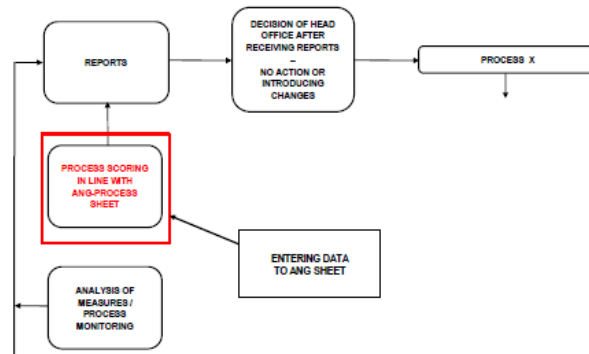 REPORTS
DECISION OF HEAD
OFFICE AFTER
RECEIVING REPORTS
–
NO ACTION OR
INTRODUCING
CHANGES
PROCESS X
PROCESS SCORING
IN LINE WITH
ANG-PROCESS
SHEET
ENTERING DATA
TO ANG SHEET
ANALYSIS OF
MEASURES /
PROCESS
MONITORING